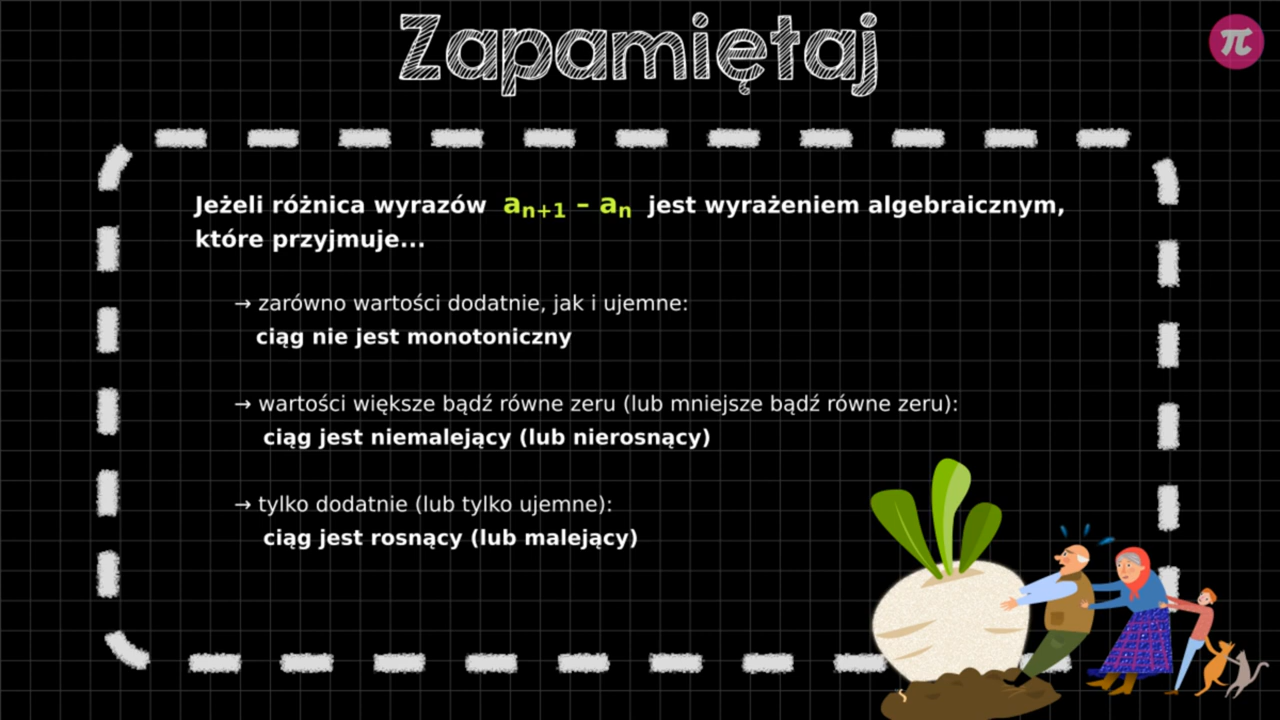 Zapamiętaj
π
Jeżeli różnica wyrazów aₙ₊₁ – aₙ jest wyrażeniem algebraicznym,
które przyjmuje...
→ zarówno wartości dodatnie, jak i ujemne:
ciąg nie jest monotoniczny
→ wartości większe bądź równe zeru (lub mniejsze bądź równe zeru):
ciąg jest niemalejący (lub nierosnący)
→ tylko dodatnie (lub tylko ujemne):
ciąg jest rosnący (lub malejący)